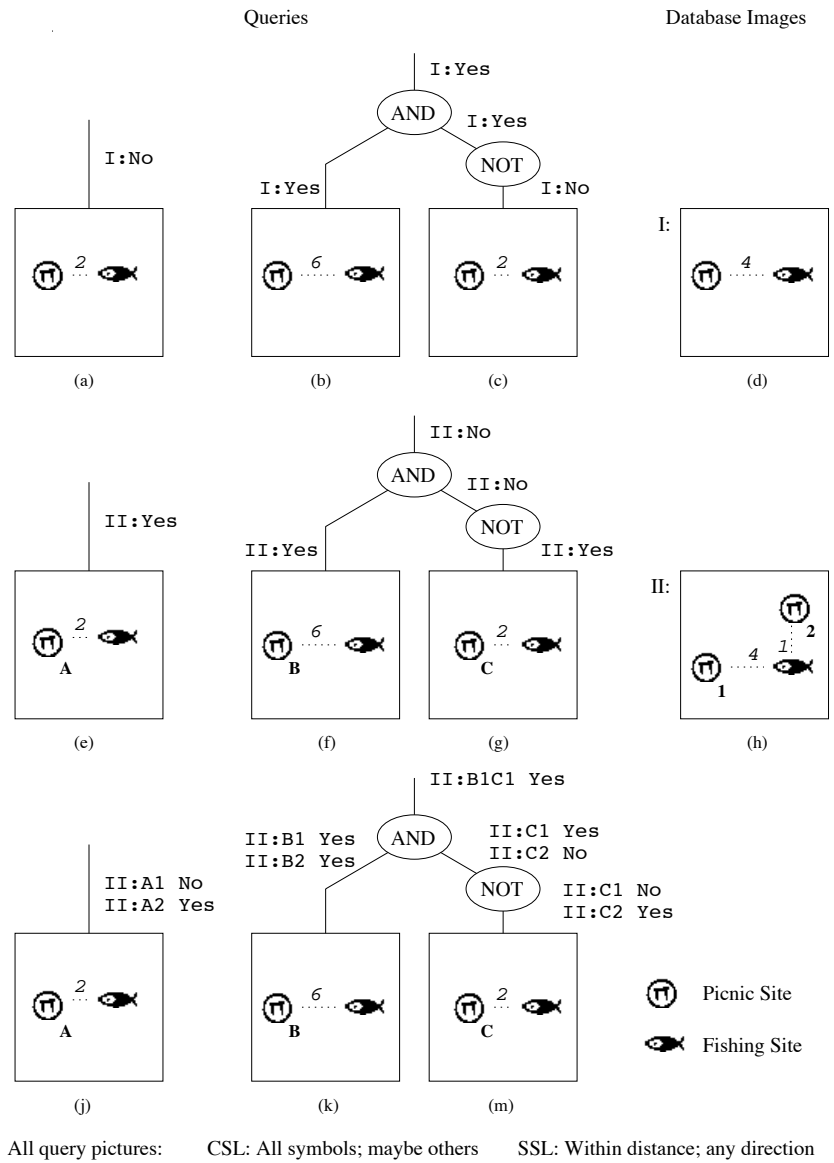 Queries Database Images
I:Yes
AND
I:Yes
I:No
NOT
I:Yes
I:No
I:
2 6 2 4
(a) (b) (c) (d)
II:No
AND
II:No
II:Yes
NOT
II:Yes
II:Yes
II:
2 6 2
2
1
4
A B C 1
(e) (f) (g) (h)
II:B1C1 Yes
II:B1 Yes
II:B2 Yes
AND
II:C1 Yes
II:C2 No
II:A1 No
II:A2 Yes
NOT
II:C1 No
II:C2 Yes
2 6 2
A B C
Picnic Site
Fishing Site
(j) (k) (m)
All query pictures: CSL: All symbols; maybe others SSL: Within distance; any direction